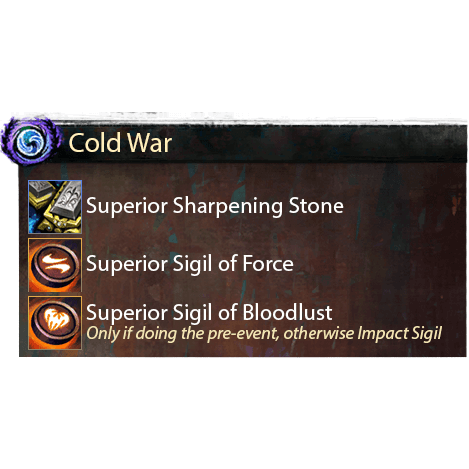 Cold War
Superior Sharpening Stone
Superior Sigil of Force
Superior Sigil of Bloodlust
Only if doing the pre-event, otherwise Impact Sigil